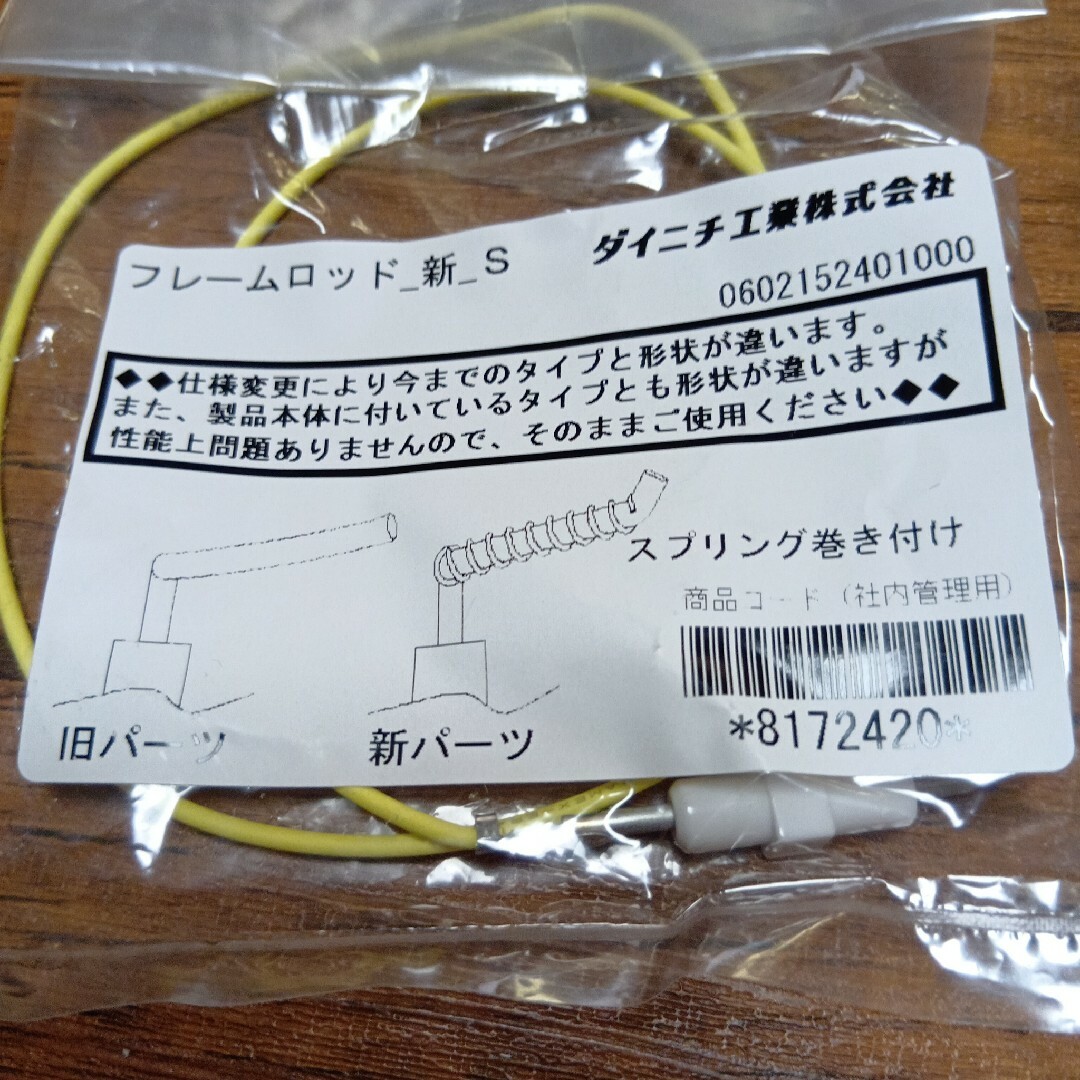 フレームロッド_新_S
ダイニチ工業株式会社
0602152401000
◆◆仕様変更により今までのタイプと形状が違います。
また、製品本体に付いているタイプとも形状が違いますが
性能上問題ありませんので、そのままご使用ください◆◆
スプリング巻き付け
商品コード（社内管理用）
*8172420*
旧パーツ
新パーツ